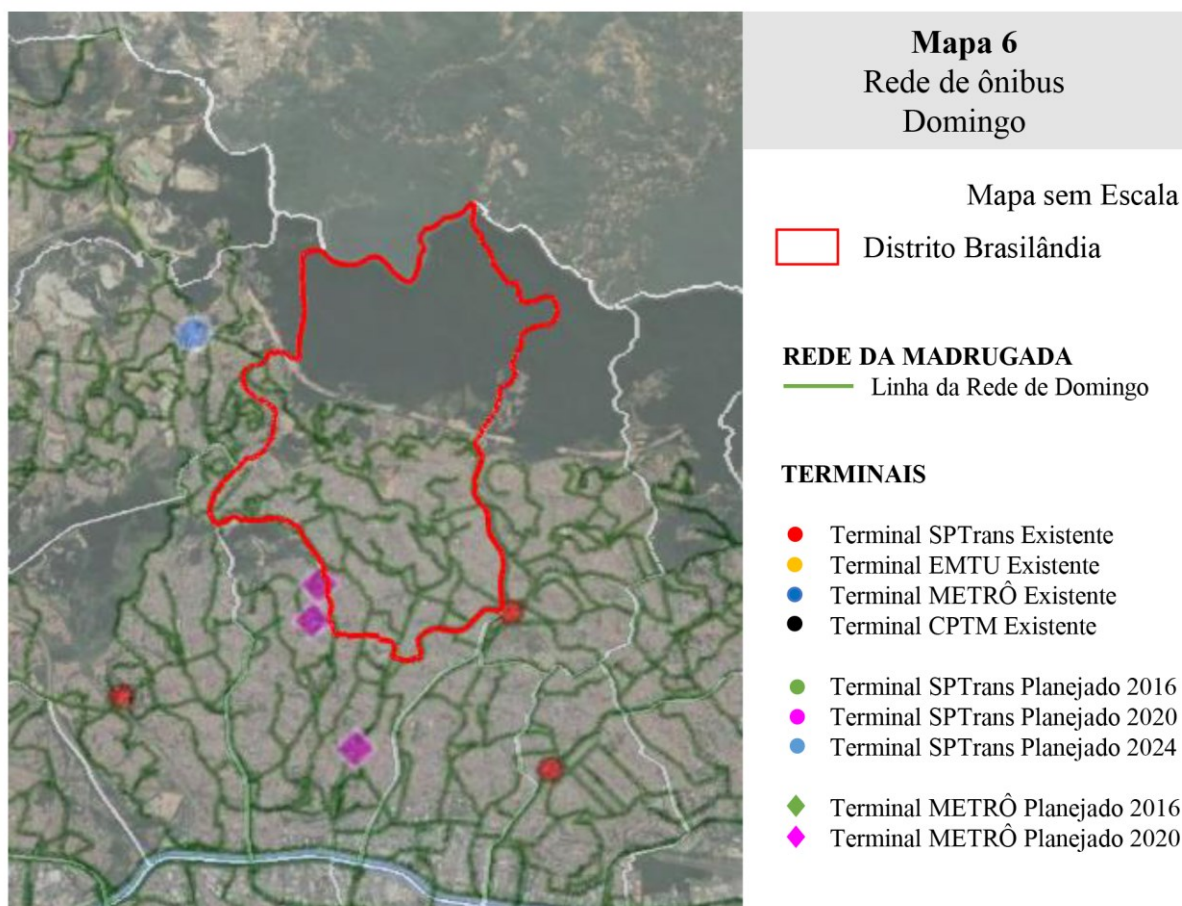 Mapa 6
Rede de ônibus
Domingo
Mapa sem Escala
Distrito Brasilândia
REDE DA MADRUGADA
Linha da Rede de Domingo
TERMINAIS
Terminal SPTrans Existente
Terminal EMTU Existente
Terminal METRÔ Existente
Terminal CPTM Existente
Terminal SPTrans Planejado 2016
Terminal SPTrans Planejado 2020
Terminal SPTrans Planejado 2024
Terminal METRÔ Planejado 2016
Terminal METRÔ Planejado 2020